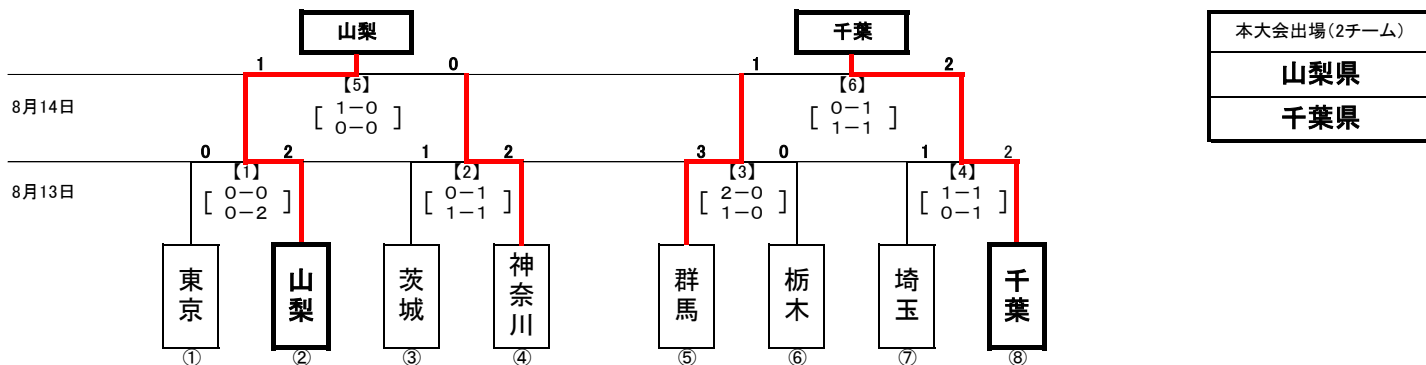 山梨
千葉
本大会出場(2チーム)
山梨県
千葉県
1 0 1 2
【5】 【6】
8月14日
[ 1-0 0-0 ] [ 0-1 1-1 ]
0 2 1 2 3 0 1 2
【1】 【2】 【3】 【4】
8月13日
[ 0-0 0-2 ] [ 0-1 1-1 ] [ 2-0 1-0 ] [ 1-1 0-1 ]
東京
山梨
茨城
神奈川
群馬
栃木
埼玉
千葉
① ② ③ ④ ⑤ ⑥ ⑦ ⑧